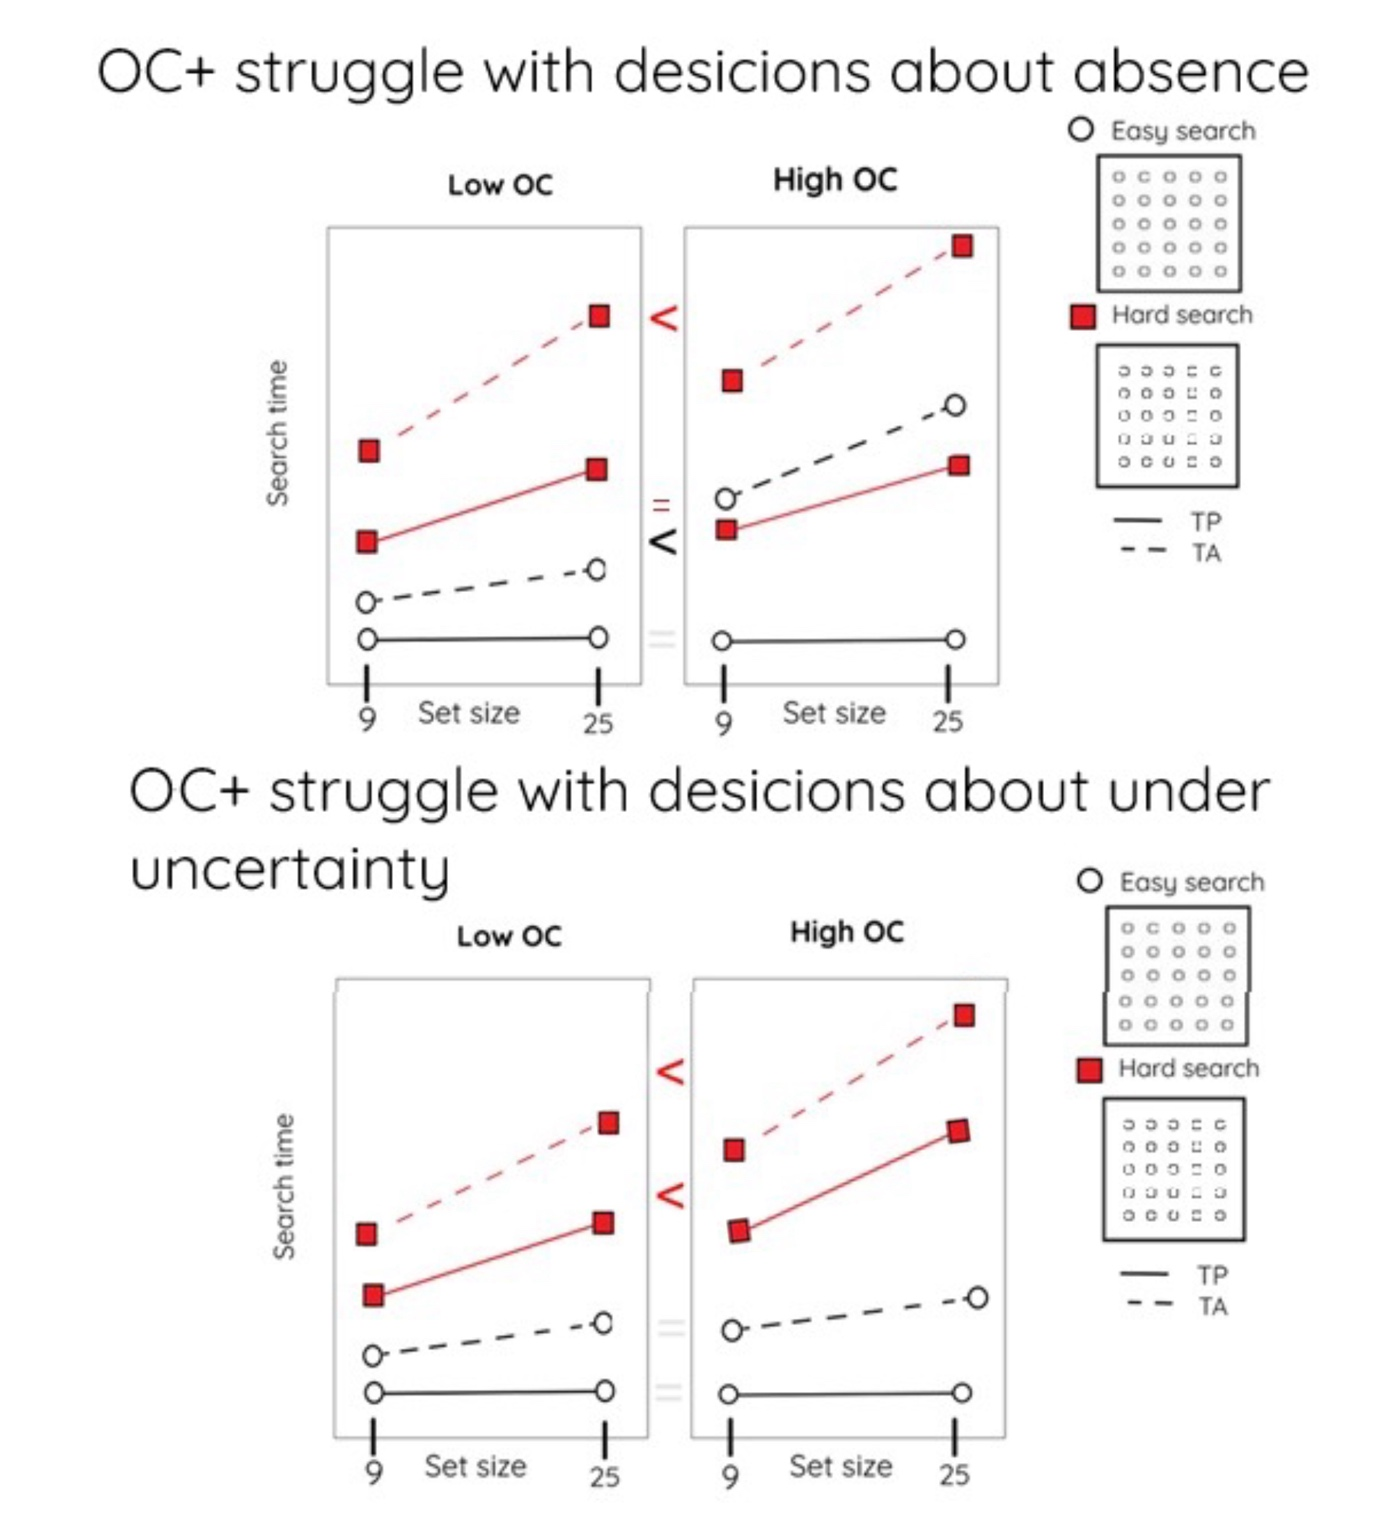 OC+ struggle with desicions about absence
Easy search
Low OC
High OC
Hard search
<
Search time
=
<
TP
TA
=
9
Set size
25
9
Set size
25
OC+ struggle with desicions about under
uncertainty
Easy search
Low OC
High OC
Hard search
<
Search time
<
TP
TA
=
=
9
Set size
25
9
Set size
25